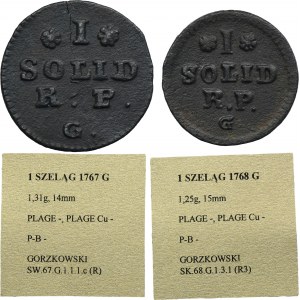 I
SOLID
R. P.
G.
I
SOLID
R. P.
G
1 SZELĄG 1767 G
1,31g, 14mm
PLAGE -, PLAGE Cu -
P-B -
GORZKOWSKI
SW.67.G.1.1.1.c (R)
1 SZELĄG 1768 G
1,25g, 15mm
PLAGE -, PLAGE Cu -
P-B -
GORZKOWSKI
SK.68.G.1.3.1 (R3)